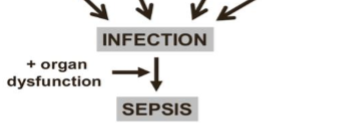 INFECTION
+ organ
dysfunction
SEPSIS